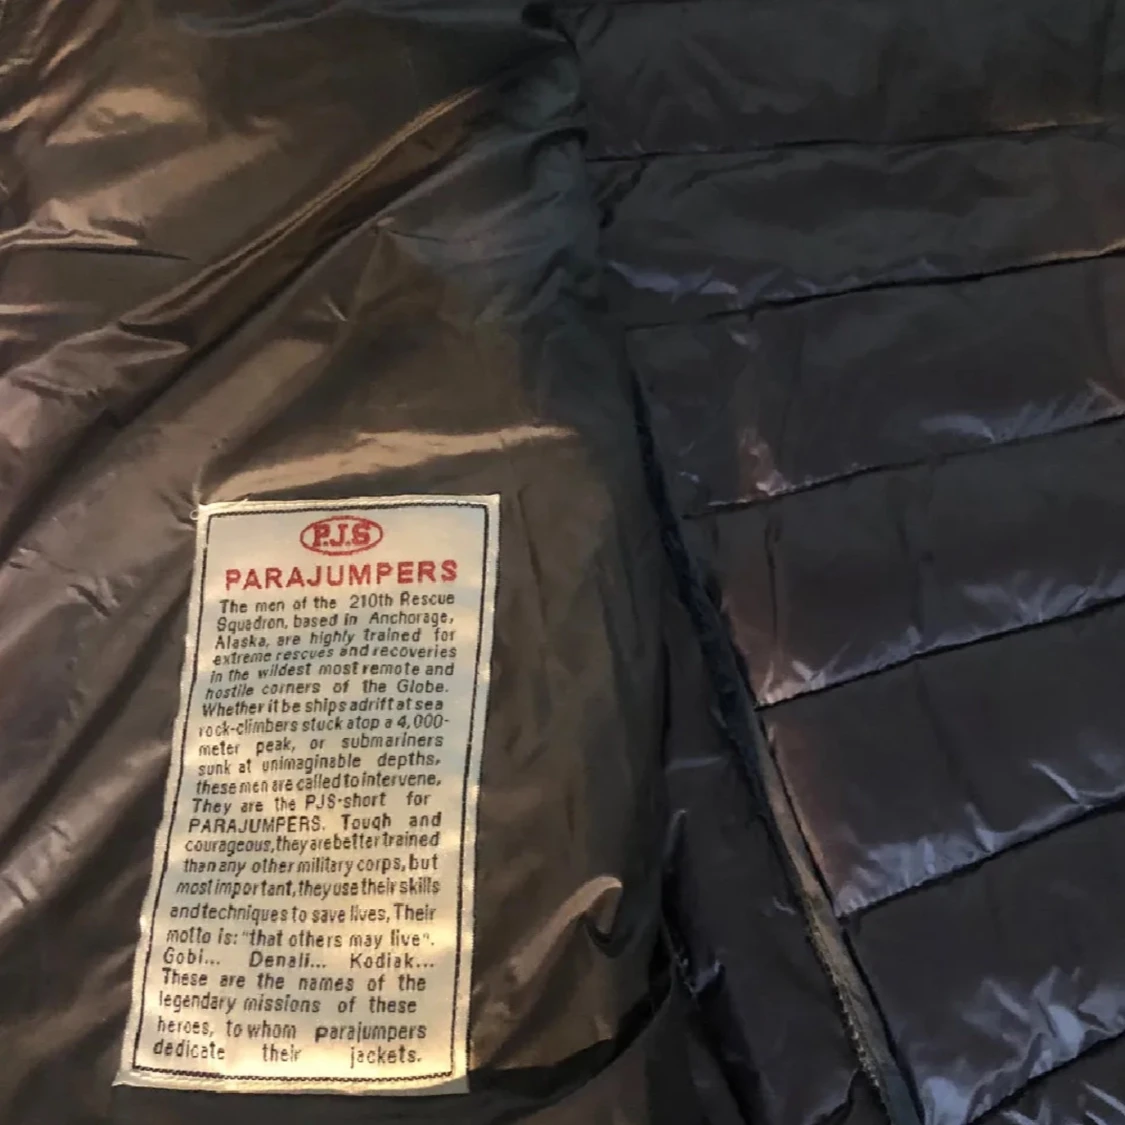 P.J.S
PARAJUMPERS
The men of the 210th Rescue
Squadron, based in Anchorage,
Alaska, are highly trained for
extreme rescues and recoveries
in the wildest most remote and
hostile corners of the Globe.
Whether it be ships adrift at sea
rock-climbers stuck atop a 4,000-
meter peak, or submariners
sunk at unimaginable depths,
these men are called to intervene.
They are the PJS-short for
PARAJUMPERS. Tough and
courageous, they are better trained
than any other military corps, but
most important, they use their skills
and techniques to save lives, Their
motto is: "that others may live".
Gobi... Denali... Kodiak...
These are the names of the
legendary missions of these
heroes, to whom parajumpers
dedicate their jackets.